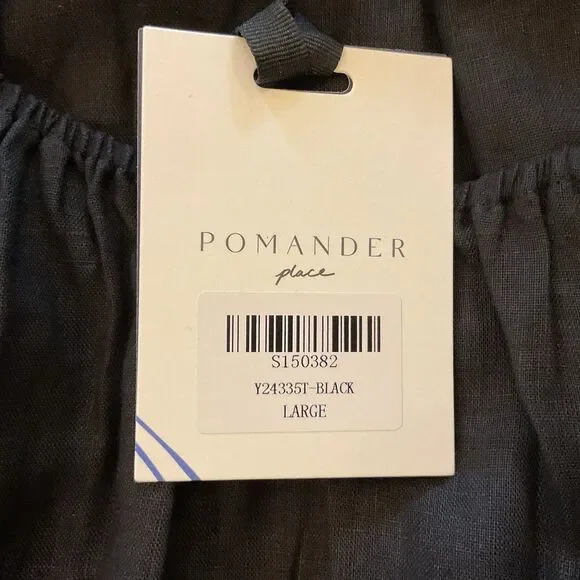 POMANDER
place
S150382
Y24335T-BLACK
LARGE